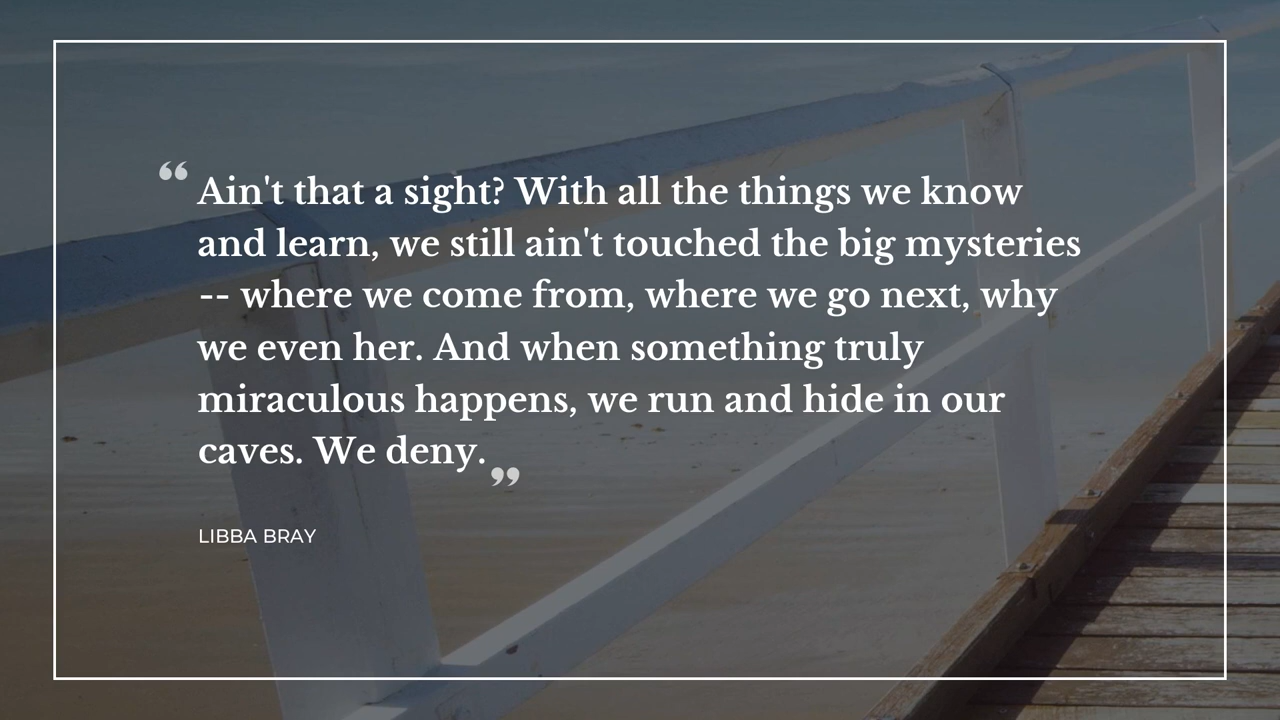 “Ain't that a sight? With all the things we know
and learn, we still ain't touched the big mysteries
-- where we come from, where we go next, why
we even her. And when something truly
miraculous happens, we run and hide in our
caves. We deny.”
LIBBA BRAY